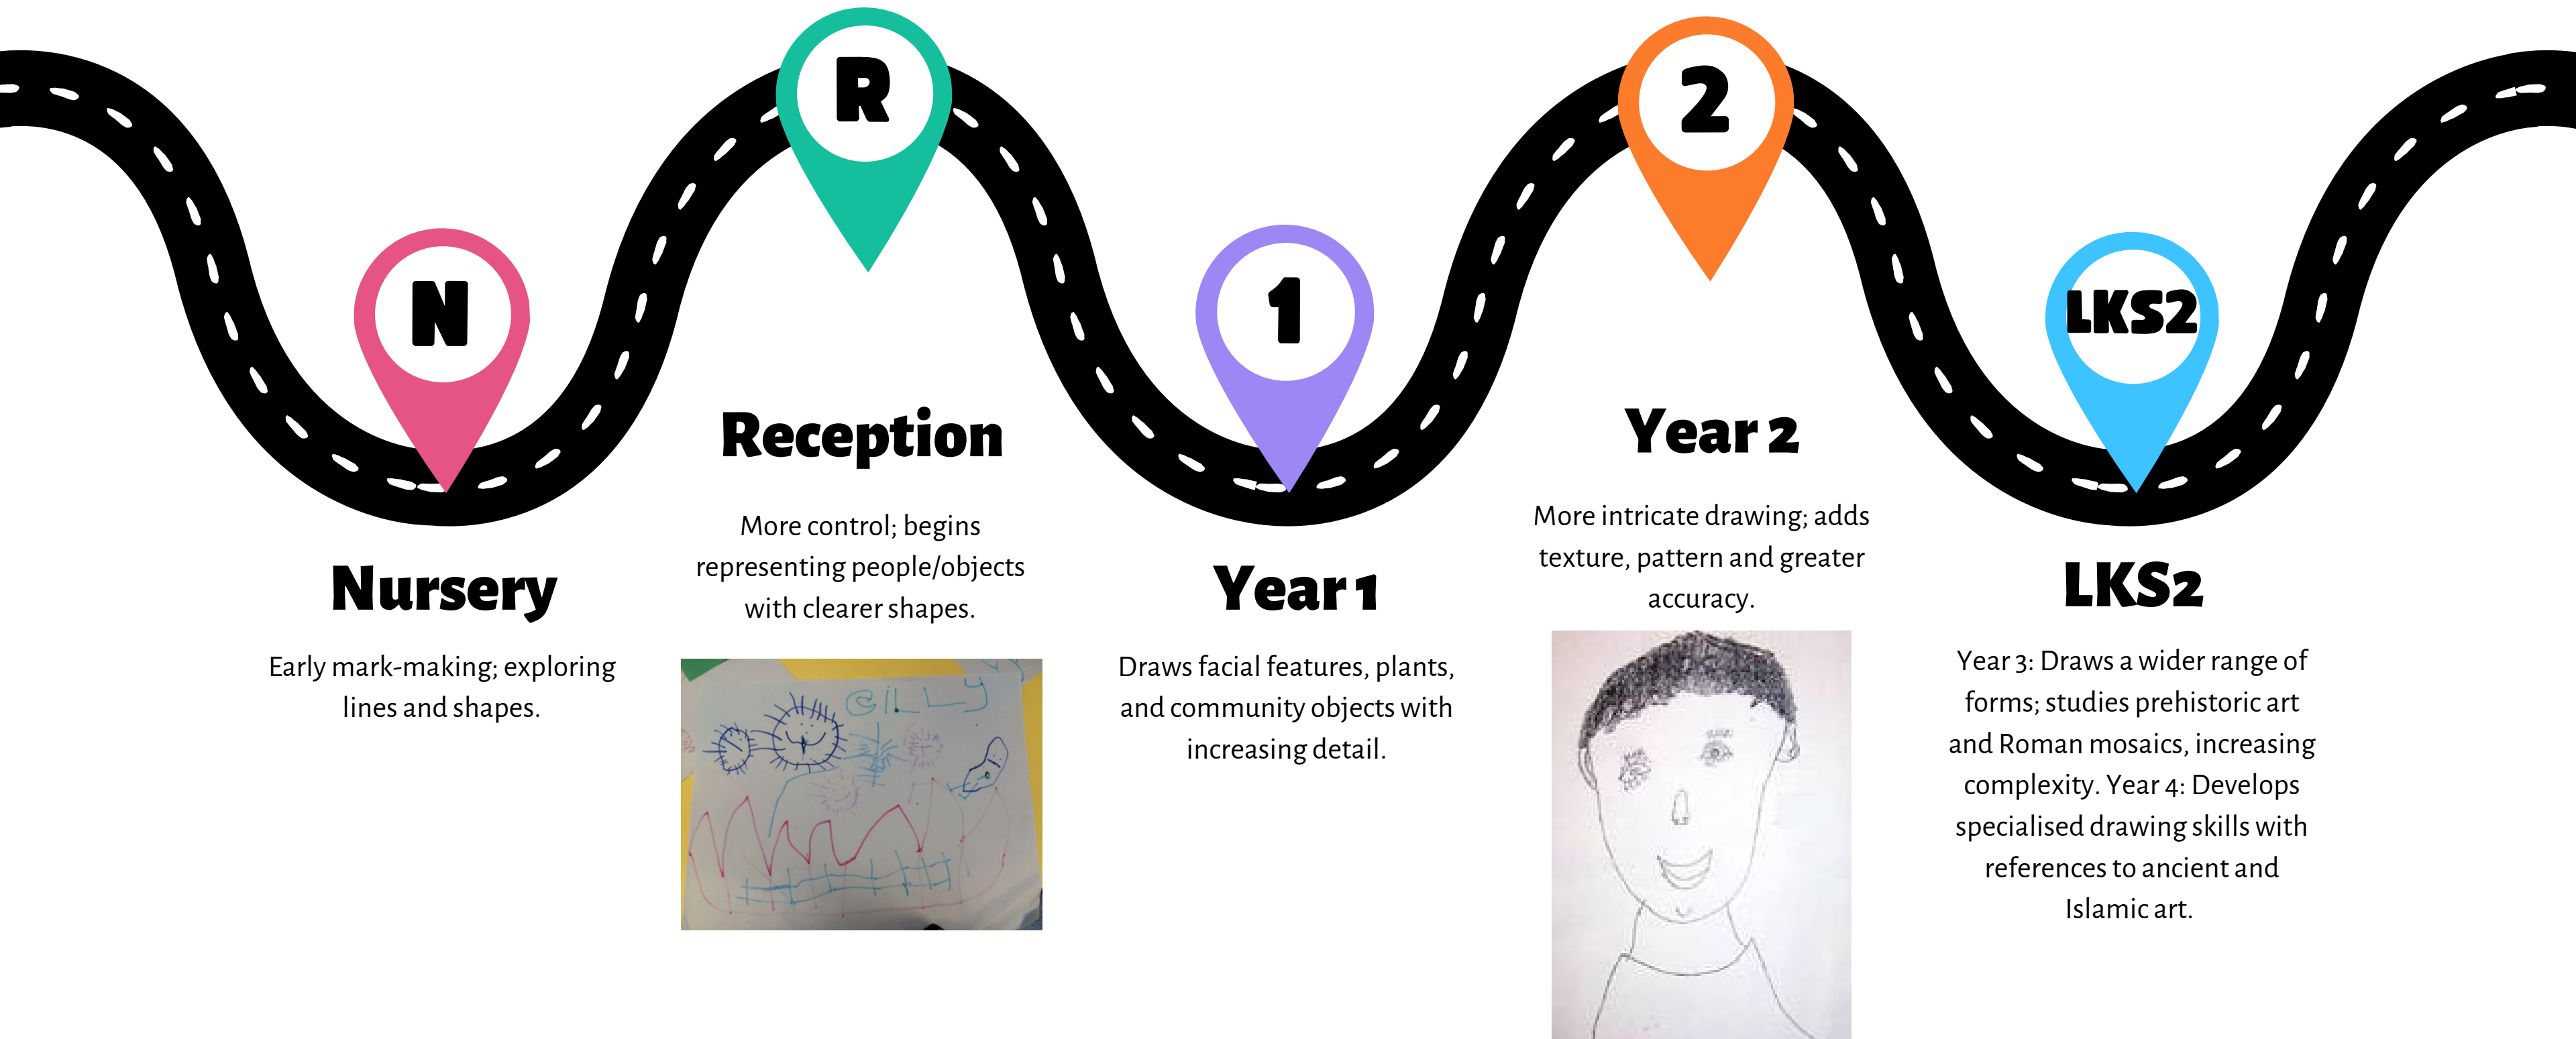 N
R
1
2
LKS2
Nursery
Early mark-making; exploring
lines and shapes.
Reception
More control; begins
representing people/objects
with clearer shapes.
GiLLY
Year 1
Draws facial features, plants,
and community objects with
increasing detail.
Year 2
More intricate drawing; adds
texture, pattern and greater
accuracy.
LKS2
Year 3: Draws a wider range of
forms; studies prehistoric art
and Roman mosaics, increasing
complexity. Year 4: Develops
specialised drawing skills with
references to ancient and
Islamic art.